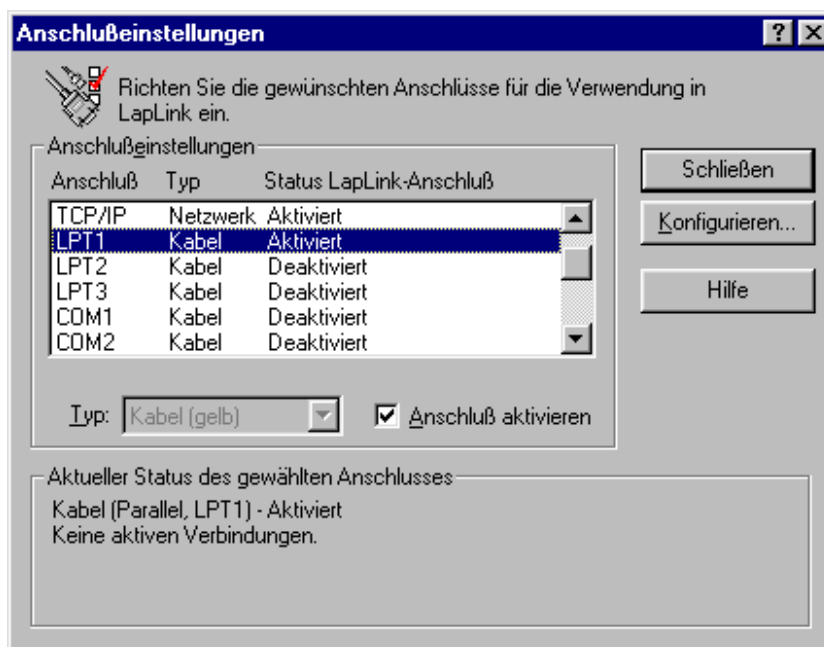 Anschlußeinstellungen
Richten Sie die gewünschten Anschlüsse für die Verwendung in
LapLink ein.
Anschlußeinstellungen
Anschluß Typ Status LapLink-Anschluß
TCP/IP Netzwerk Aktiviert
LPT1 Kabel Aktiviert
LPT2 Kabel Deaktiviert
LPT3 Kabel Deaktiviert
COM1 Kabel Deaktiviert
COM2 Kabel Deaktiviert
Typ: Kabel (gelb) Anschluß aktivieren
Schließen
Konfigurieren...
Hilfe
Aktueller Status des gewählten Anschlusses
Kabel (Parallel, LPT1) - Aktiviert
Keine aktiven Verbindungen.